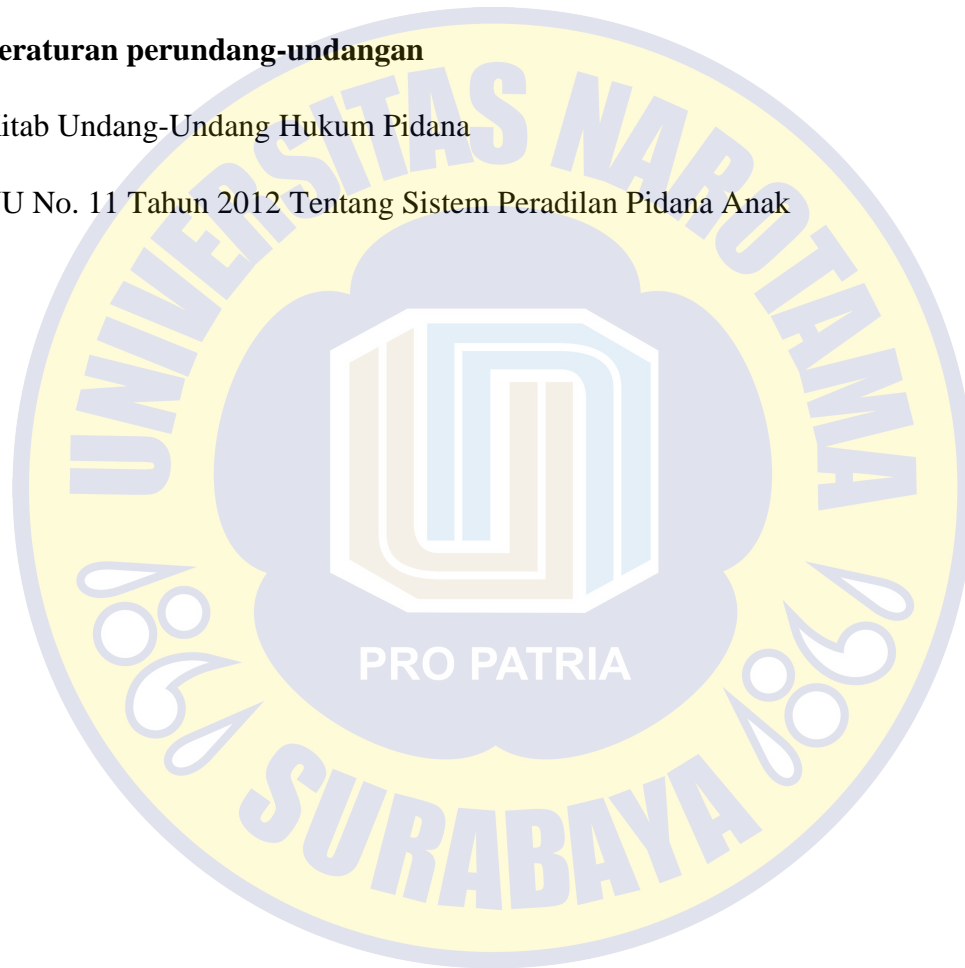 eraturan perundang-undangan
itab Undang-Undang Hukum Pidana
U No. 11 Tahun 2012 Tentang Sistem Peradilan Pidana Anak
UNIVERSITAS NAROTAMA
PRO PATRIA
SURABAYA